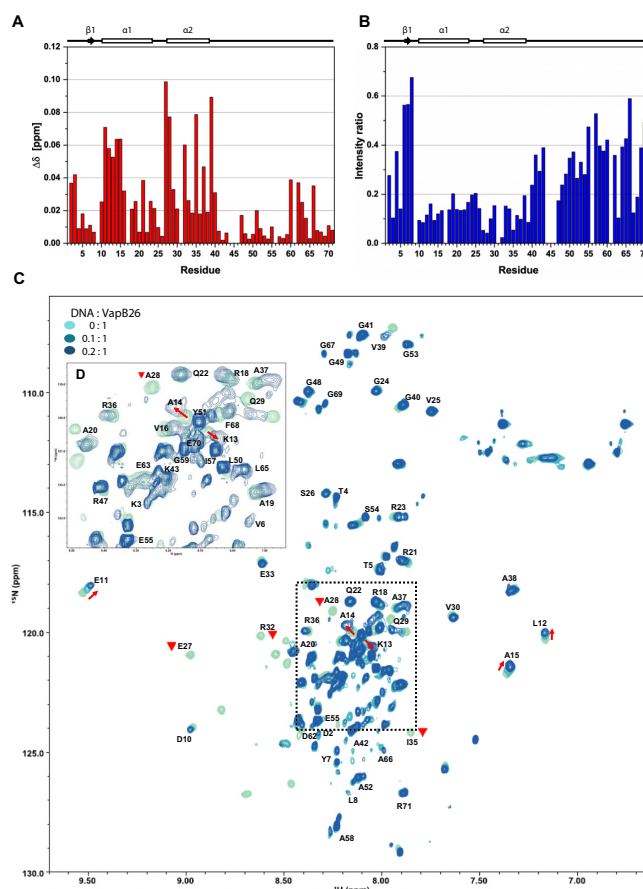 A
B
β1 α1 α2
β1 α1 α2
0.12
0.10
0.08
0.06
0.04
0.02
0.00
Δδ [ppm]
5 10 15 20 25 30 35 40 45 50 55 60 65 70
Residue
0.8
0.6
0.4
0.2
0.0
Intensity ratio
5 10 15 20 25 30 35 40 45 50 55 60 65 70
Residue
C
DNA : VapB26
0 : 1
0.1 : 1
0.2 : 1
D
A28
Q22
R18
A37
R36
A14
Y51
Q29
F68
A20
V16
E70
K13
G59
I57
L50
E63
K43
L65
R47
K3
A19
V6
E55
G41
G67
V39
G49
G53
G48
G69
G24
G40
V25
S26
T4
S54
R23
T5
R21
E33
E11
A28
Q22
R18
A37
A38
V30
R32
R36
A14
Q29
L12
E27
A20
K13
A15
D10
E55
D62
D2
A42
I35
Y7
A66
A52
L8
R71
A58
110.0
115.0
120.0
125.0
130.0
¹⁵N (ppm)
9.50 9.00 8.50 8.00 7.50 7.00